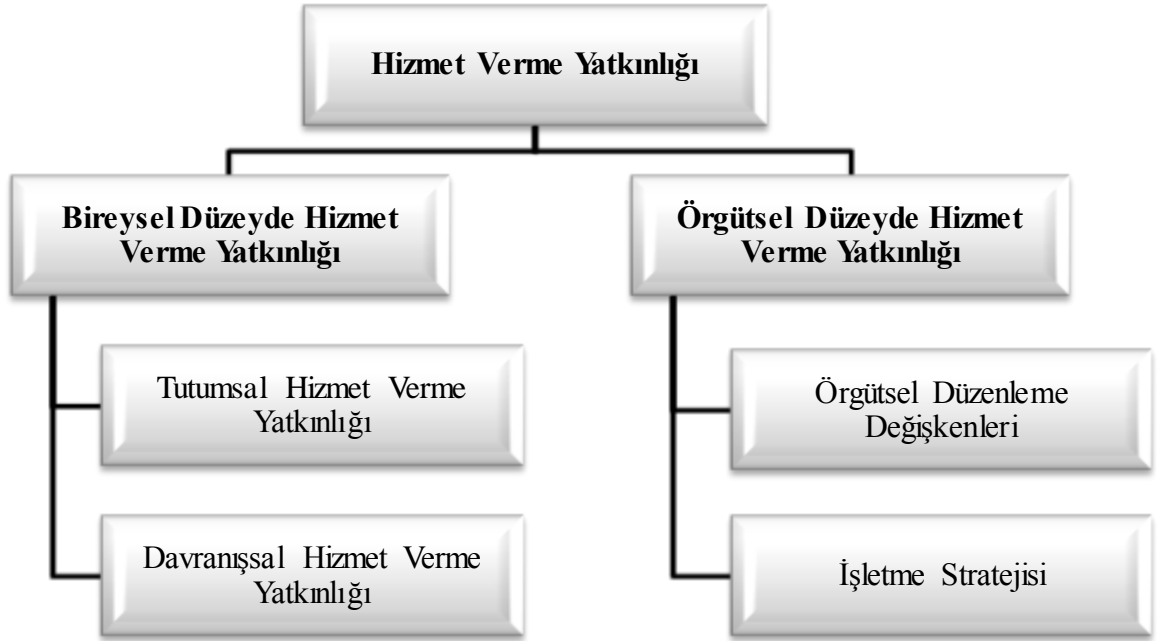 Hizmet Verme Yatkınlığı
Bireysel Düzeyde Hizmet
Verme Yatkınlığı
Tutumsal Hizmet Verme
Yatkınlığı
Davranışsal Hizmet Verme
Yatkınlığı
Örgütsel Düzeyde Hizmet
Verme Yatkınlığı
Örgütsel Düzenleme
Değişkenleri
İşletme Stratejisi